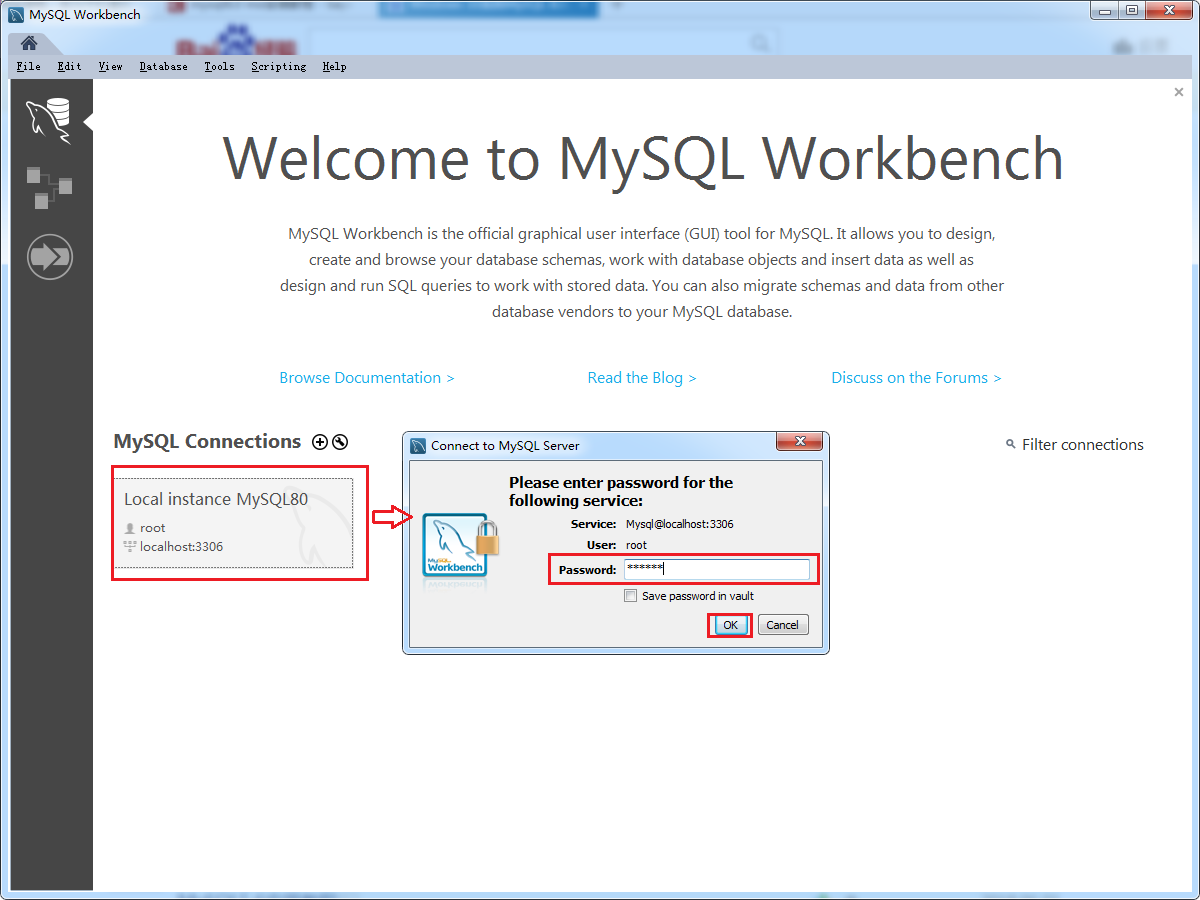 MySQL Workbench
File Edit View Database Tools Scripting Help
Welcome to MySQL Workbench
MySQL Workbench is the official graphical user interface (GUI) tool for MySQL. It allows you to design,
create and browse your database schemas, work with database objects and insert data as well as
design and run SQL queries to work with stored data. You can also migrate schemas and data from other
database vendors to your MySQL database.
Browse Documentation >
Read the Blog >
Discuss on the Forums >
MySQL Connections
Filter connections
Local instance MySQL80
root
localhost:3306
Connect to MySQL Server
Please enter password for the
following service:
Service: Mysql@localhost:3306
User: root
Password: ******
Save password in vault
OK
Cancel
MySQL
Workbench